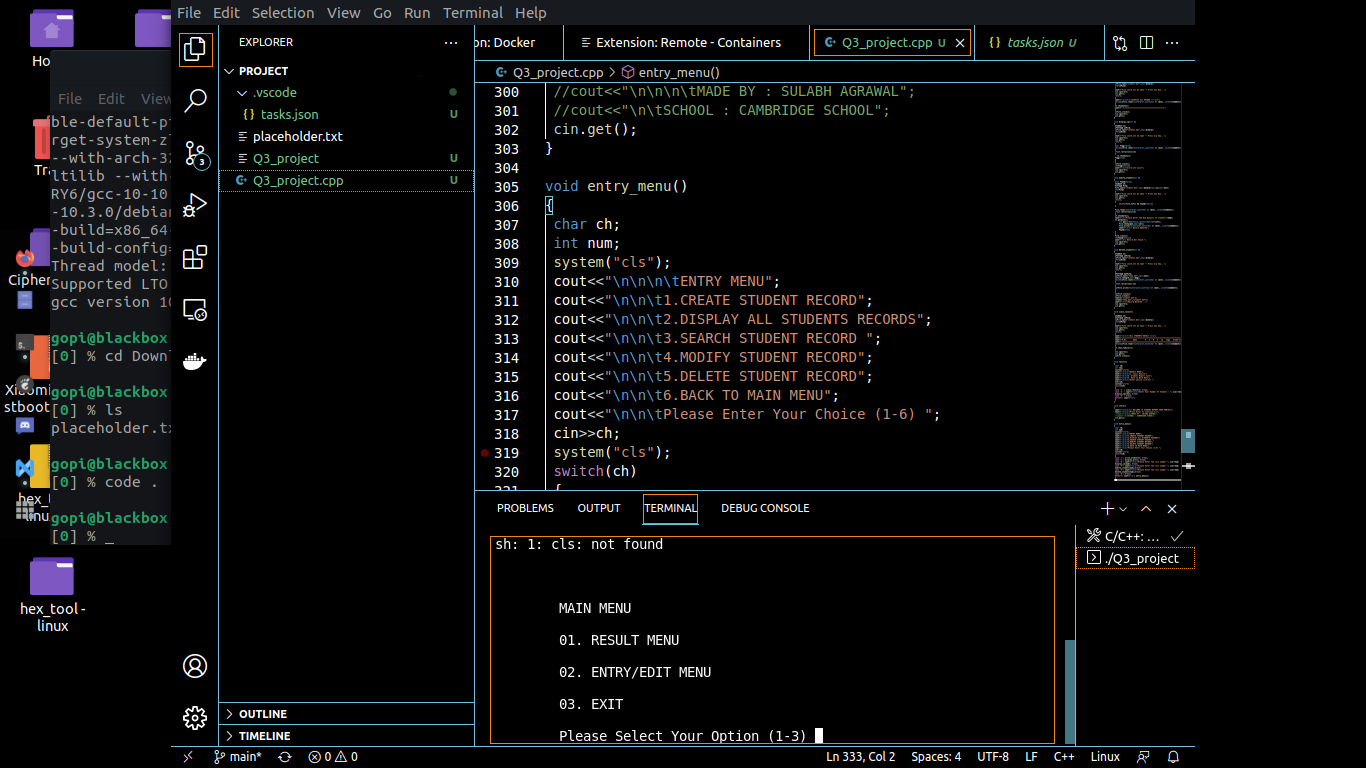 File Edit Selection View Go Run Terminal Help
Ho
File Edit View
ble-default-pi
rget-system-z
--with-arch-32
ltlib --with-
RY6/gcc-10-10
-10.3.0/debian
-build=x86_64-
-build-config=
Thread model:
Supported LTO
gcc version 10
gopi@blackbox
[0] % cd Down
gopi@blackbox
[0] % ls
placeholder.tx
gopi@blackbox
[0] % code .
gopi@blackbox
[0] % _
Tr
Cipher
Xiaomi
stboo
hex_
linu
hex_tool -
linux
3
EXPLORER
PROJECT
.vscode
tasks.json U
placeholder.txt
Q3_project U
Q3_project.cpp U
OUTLINE
TIMELINE
on: Docker
Extension: Remote - Containers
Q3_project.cpp U
tasks.json U
Q3_project.cpp > entry_menu()
300 //cout<<"\n\n\n\tMADE BY : SULABH AGRAWAL";
301 //cout<<"\n\tSCHOOL : CAMBRIDGE SCHOOL";
302 cin.get();
303 }
304
305 void entry_menu()
306 {
307 char ch;
308 int num;
309 system("cls");
310 cout<<"\n\n\n\tENTRY MENU";
311 cout<<"\n\n\t1.CREATE STUDENT RECORD";
312 cout<<"\n\n\t2.DISPLAY ALL STUDENTS RECORDS";
313 cout<<"\n\n\t3.SEARCH STUDENT RECORD ";
314 cout<<"\n\n\t4.MODIFY STUDENT RECORD";
315 cout<<"\n\n\t5.DELETE STUDENT RECORD";
316 cout<<"\n\n\t6.BACK TO MAIN MENU";
317 cout<<"\n\n\tPlease Enter Your Choice (1-6) ";
318 cin>>ch;
319 system("cls");
320 switch(ch)
321 {
PROBLEMS OUTPUT TERMINAL DEBUG CONSOLE
sh: 1: cls: not found
MAIN MENU
01. RESULT MENU
02. ENTRY/EDIT MENU
03. EXIT
Please Select Your Option (1-3)
C/C++: ...
./Q3_project
main* 0 0 Ln 333, Col 2 Spaces: 4 UTF-8 LF C++ Linux